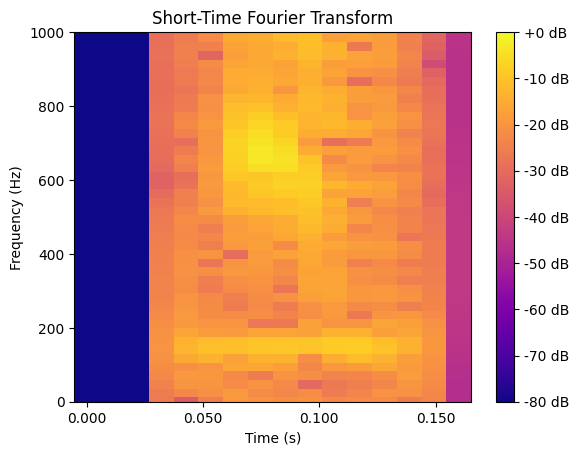 Short-Time Fourier Transform
1000
800
600
400
200
0
Frequency (Hz)
0.000
0.050
0.100
0.150
Time (s)
+0 dB
-10 dB
-20 dB
-30 dB
-40 dB
-50 dB
-60 dB
-70 dB
-80 dB